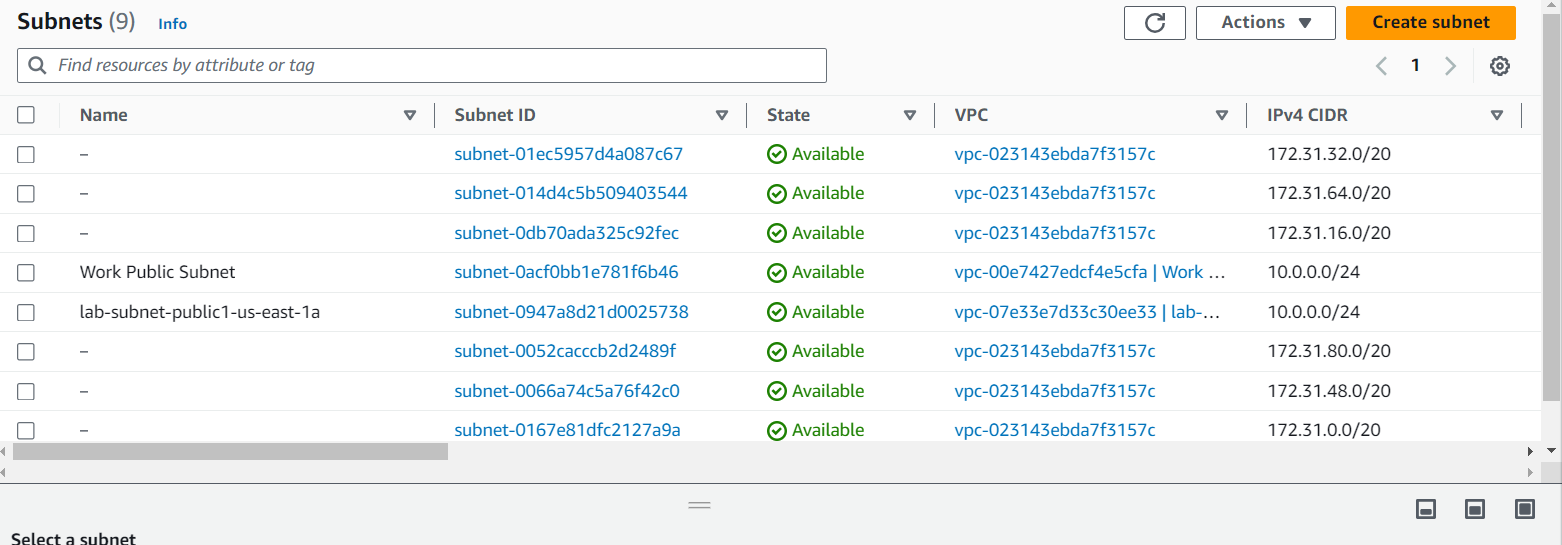 Subnets (9) Info Actions Create subnet
Find resources by attribute or tag 1
Name Subnet ID State VPC IPv4 CIDR
– subnet-01ec5957d4a087c67 Available vpc-023143ebda7f3157c 172.31.32.0/20
– subnet-014d4c5b509403544 Available vpc-023143ebda7f3157c 172.31.64.0/20
– subnet-0db70ada325c92fec Available vpc-023143ebda7f3157c 172.31.16.0/20
Work Public Subnet subnet-0acf0bb1e781f6b46 Available vpc-00e7427edcf4e5cfa | Work ... 10.0.0.0/24
lab-subnet-public1-us-east-1a subnet-0947a8d21d0025738 Available vpc-07e33e7d33c30ee33 | lab-... 10.0.0.0/24
– subnet-0052cacccb2d2489f Available vpc-023143ebda7f3157c 172.31.80.0/20
– subnet-0066a74c5a76f42c0 Available vpc-023143ebda7f3157c 172.31.48.0/20
– subnet-0167e81dfc2127a9a Available vpc-023143ebda7f3157c 172.31.0.0/20
Select a subnet